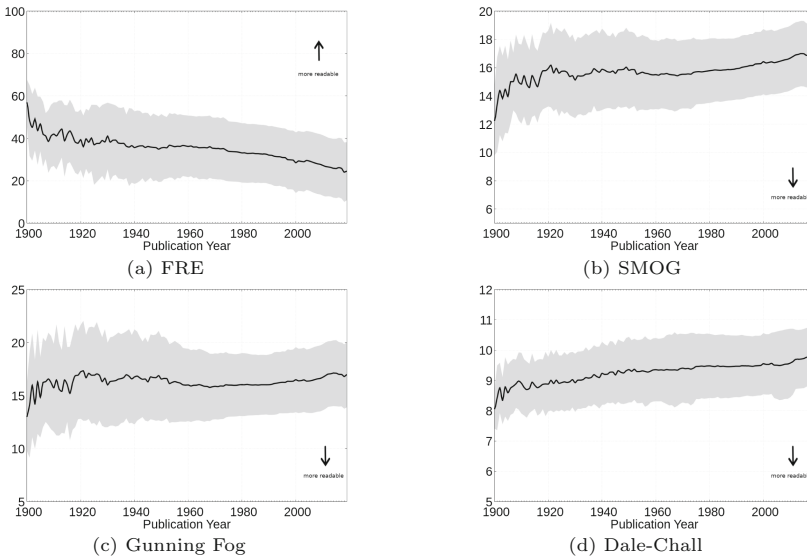 100
80
60
40
20
0
more readable
1900 1920 1940 1960 1980 2000
Publication Year
(a) FRE
20
18
16
14
12
10
8
6
more readabl
1900 1920 1940 1960 1980 2000
Publication Year
(b) SMOG
25
20
15
10
5
more readable
1900 1920 1940 1960 1980 2000
Publication Year
(c) Gunning Fog
12
11
10
9
8
7
6
5
more readabl
1900 1920 1940 1960 1980 2000
Publication Year
(d) Dale-Chall